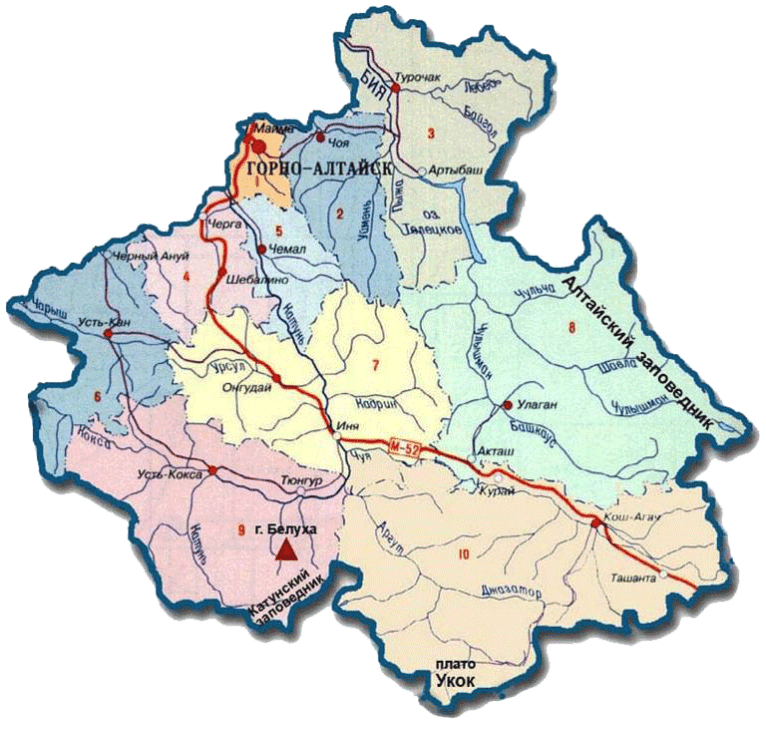 Турочак
БИЯ
Лебедь
Байгол
3
Майма
Чоя
ГОРНО-АЛТАЙСК
1
Артыбаш
Пыжа
2
оз.
Телецкое
Черга
5
Чемал
Черный Ануй
4
Шебалино
Катунь
Чарыш
Усть-Кан
Чульча
8
Алтайский заповедник
Чулышман
7
Шавла
Чулышман
Урсул
Онгудай
6
Кадрин
Улаган
Башкаус
Кокса
Иня
М-52
Чуя
Акташ
Усть-Кокса
Тюнгур
Курай
Кош-Агач
9
г. Белуха
Катунь
Аргут
10
Джазатор
Ташанта
Катунский
заповедник
плато
Укок